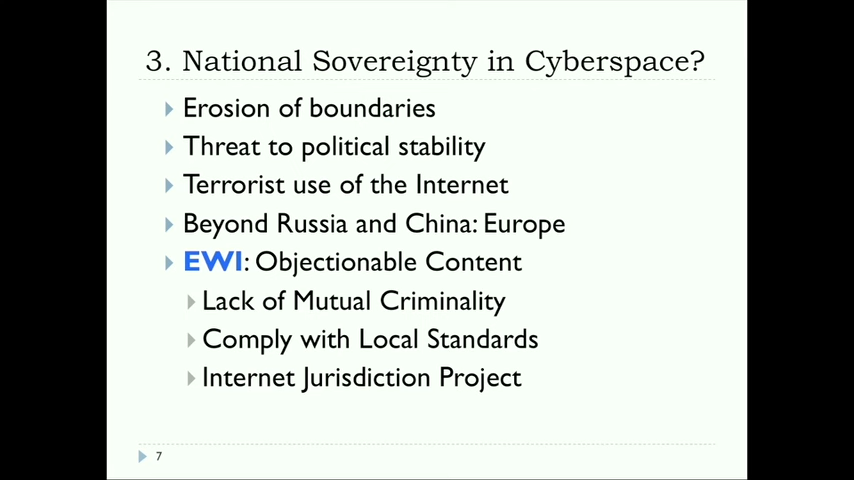 3. National Sovereignty in Cyberspace?
Erosion of boundaries
Threat to political stability
Terrorist use of the Internet
Beyond Russia and China: Europe
EWI: Objectionable Content
Lack of Mutual Criminality
Comply with Local Standards
Internet Jurisdiction Project
7